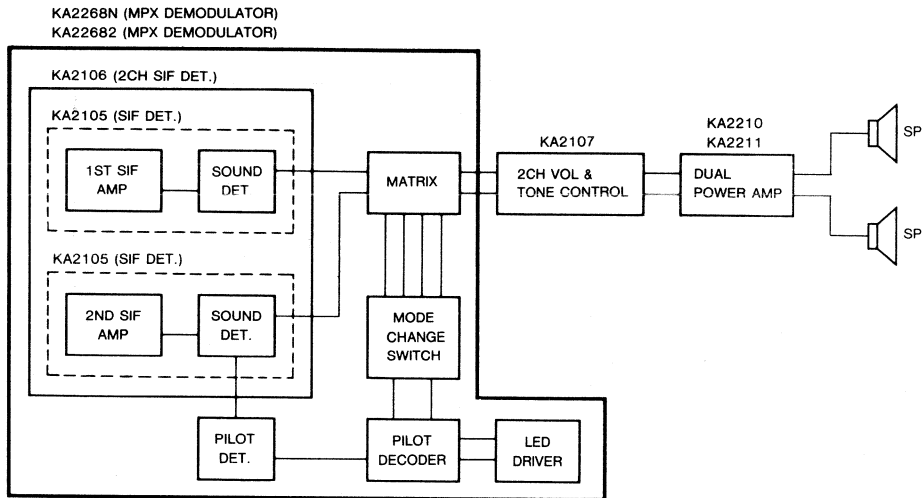 KA2268N (MPX DEMODULATOR)
KA22682 (MPX DEMODULATOR)
KA2106 (2CH SIF DET.)
KA2105 (SIF DET.)
1ST SIF
AMP
SOUND
DET
MATRIX
KA2107
2CH VOL &
TONE CONTROL
KA2210
KA2211
DUAL
POWER AMP
SP
SP
KA2105 (SIF DET.)
2ND SIF
AMP
SOUND
DET.
MODE
CHANGE
SWITCH
PILOT
DET.
PILOT
DECODER
LED
DRIVER